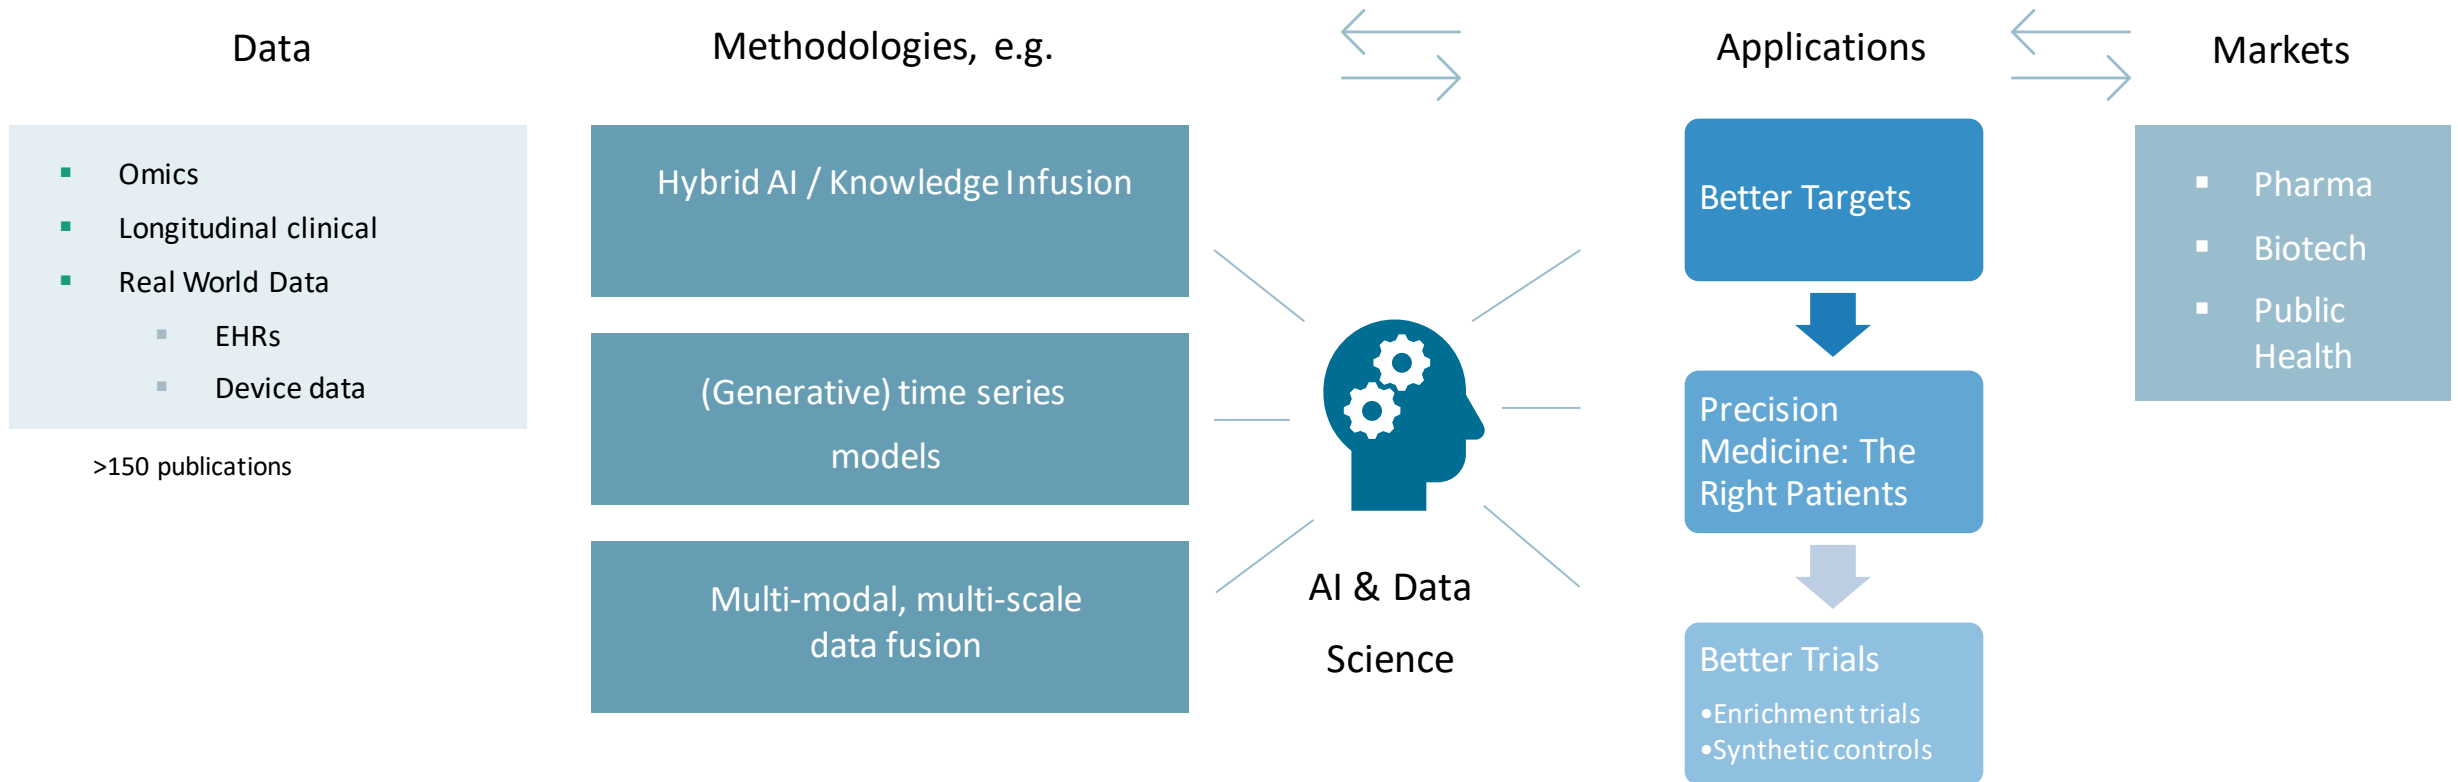 Data
Omics
Longitudinal clinical
Real World Data
EHRs
Device data
>150 publications
Methodologies, e.g.
Hybrid AI / Knowledge Infusion
(Generative) time series
models
Multi-modal, multi-scale
data fusion
AI & Data
Science
Applications
Better Targets
Precision
Medicine: The
Right Patients
Better Trials
•Enrichment trials
•Synthetic controls
Markets
Pharma
Biotech
Public
Health